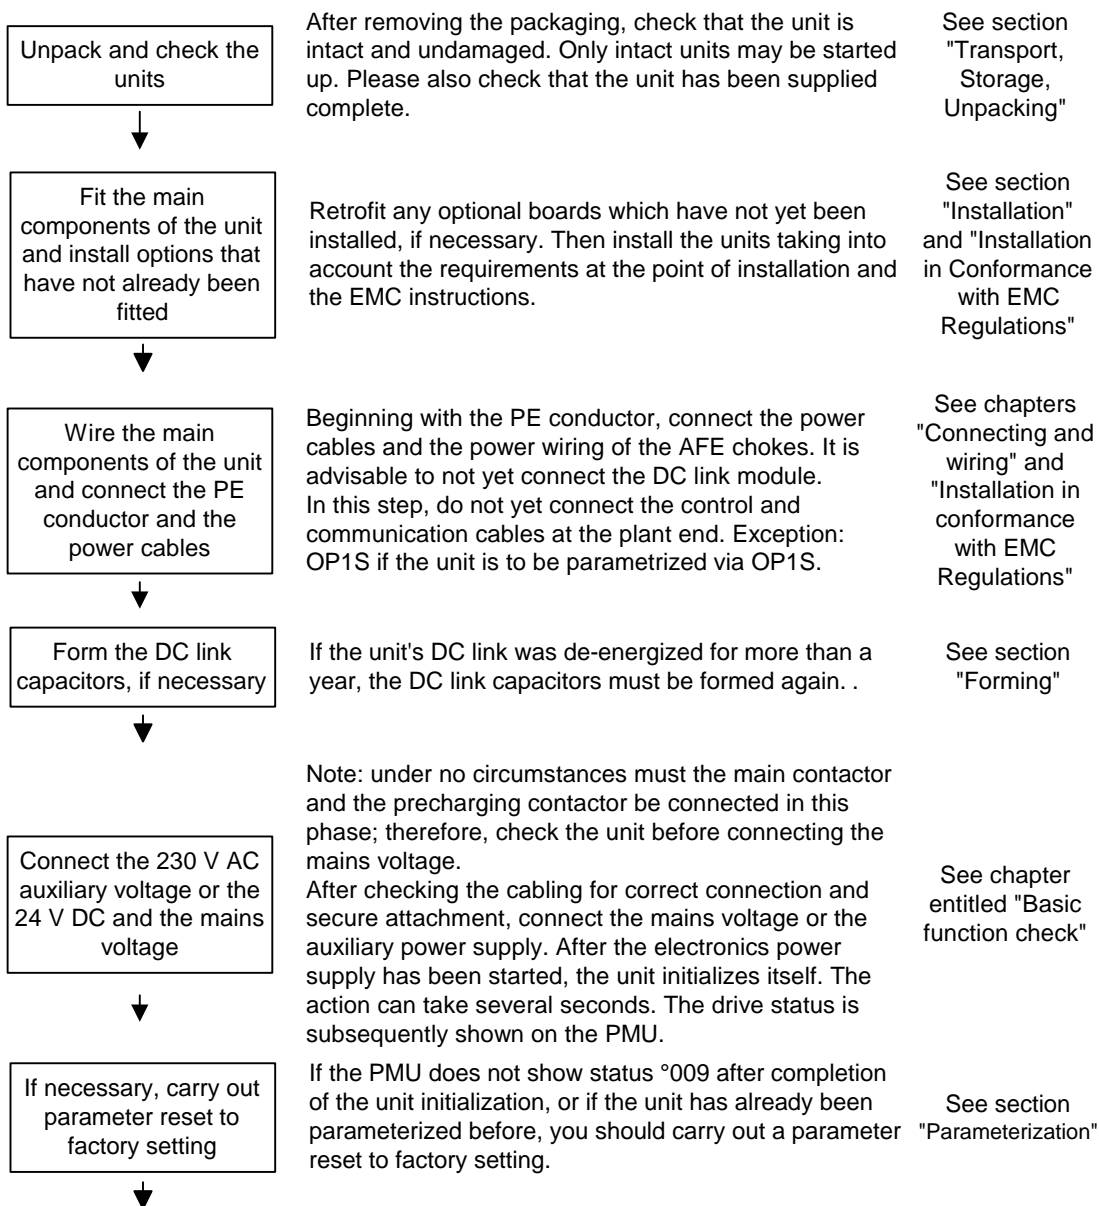 Unpack and check the
units
After removing the packaging, check that the unit is
intact and undamaged. Only intact units may be started
up. Please also check that the unit has been supplied
complete.
See section
"Transport,
Storage,
Unpacking"
Fit the main
components of the unit
and install options that
have not already been
fitted
Retrofit any optional boards which have not yet been
installed, if necessary. Then install the units taking into
account the requirements at the point of installation and
the EMC instructions.
See section
"Installation"
and "Installation
in Conformance
with EMC
Regulations"
Wire the main
components of the unit
and connect the PE
conductor and the
power cables
Beginning with the PE conductor, connect the power
cables and the power wiring of the AFE chokes. It is
advisable to not yet connect the DC link module.
In this step, do not yet connect the control and
communication cables at the plant end. Exception:
OP1S if the unit is to be parametrized via OP1S.
See chapters
"Connecting and
wiring" and
"Installation in
conformance
with EMC
Regulations"
Form the DC link
capacitors, if necessary
If the unit's DC link was de-energized for more than a
year, the DC link capacitors must be formed again. .
See section
"Forming"
Connect the 230 V AC
auxiliary voltage or the
24 V DC and the mains
voltage
Note: under no circumstances must the main contactor
and the precharging contactor be connected in this
phase; therefore, check the unit before connecting the
mains voltage.
After checking the cabling for correct connection and
secure attachment, connect the mains voltage or the
auxiliary power supply. After the electronics power
supply has been started, the unit initializes itself. The
action can take several seconds. The drive status is
subsequently shown on the PMU.
See chapter
entitled "Basic
function check"
If necessary, carry out
parameter reset to
factory setting
If the PMU does not show status °009 after completion
of the unit initialization, or if the unit has already been
parameterized before, you should carry out a parameter
reset to factory setting.
See section
"Parameterization"